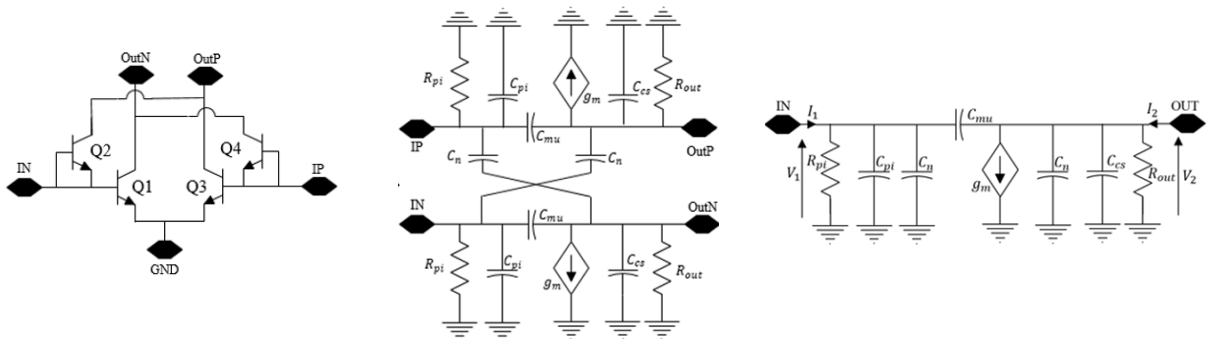 OutN
OutP
Q2
Q4
IN
Q1
Q3
IP
GND
R_pi
C_pi
g_m
C_cs
R_out
IP
C_mu
OutP
C_n
C_n
IN
C_mu
OutN
R_pi
C_pi
g_m
C_cs
R_out
IN
I_1
C_mu
I_2
OUT
V_1
R_pi
C_pi
C_n
g_m
C_n
C_cs
R_out
V_2